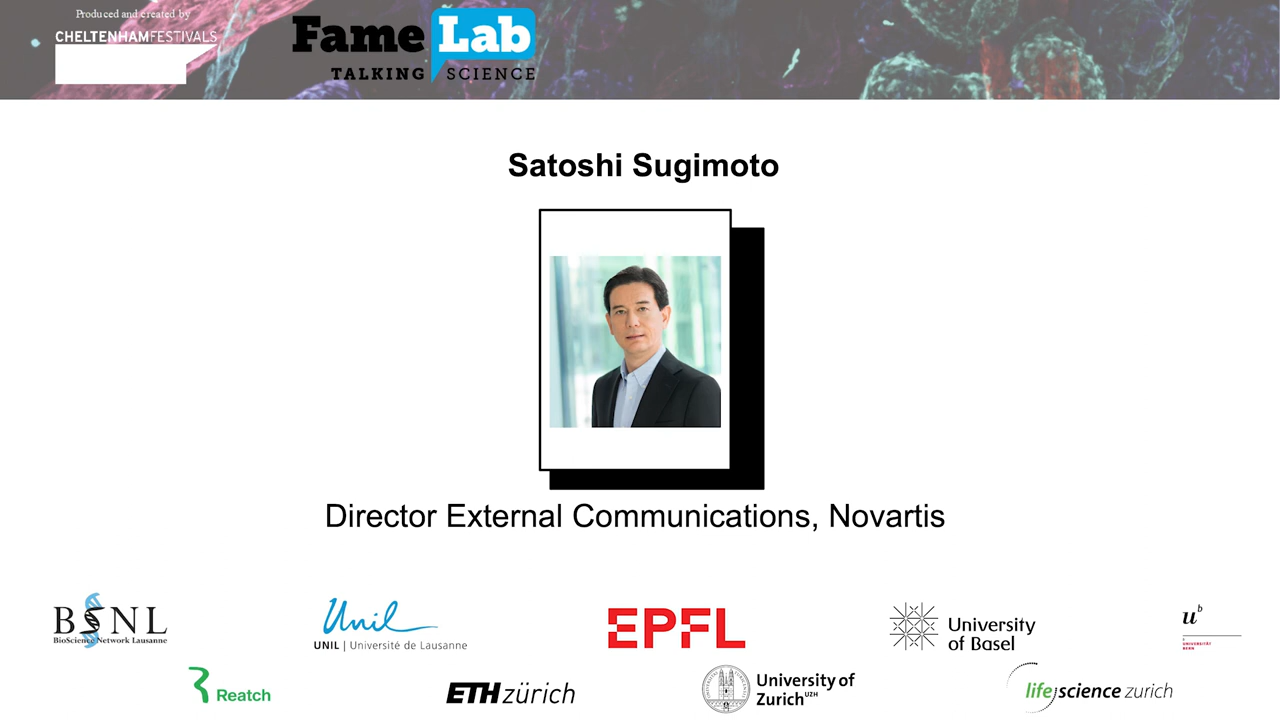 Produced and created by
CHELTENHAMFESTIVALS
Fame Lab
TALKING SCIENCE
Satoshi Sugimoto
Director External Communications, Novartis
BSNL
BioScience Network Lausanne
Unil
UNIL | Université de Lausanne
EPFL
University
of Basel
u b
UNIVERSITÄT
BERN
Reatch
ETH zürich
University of
Zurich UZH
life science zurich